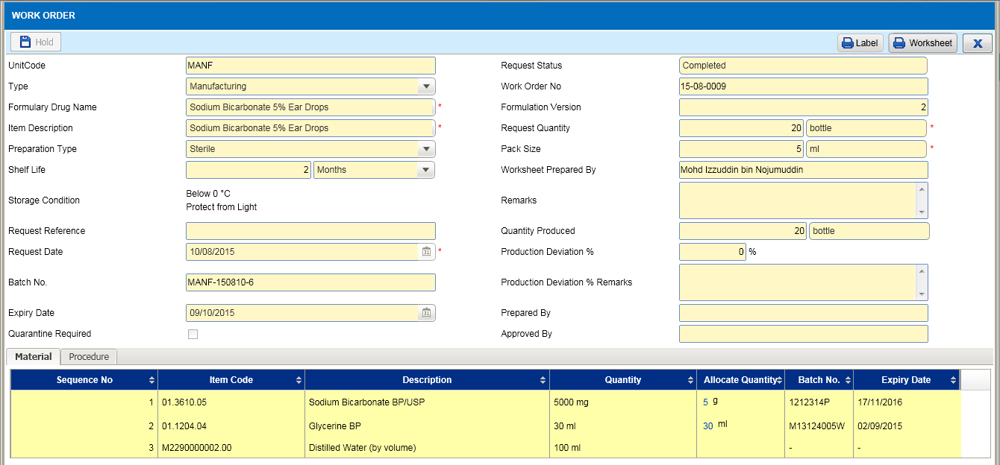 WORK ORDER
Hold
Label Worksheet X
UnitCode MANF Request Status Completed
Type Manufacturing Work Order No 15-08-0009
Formulary Drug Name Sodium Bicarbonate 5% Ear Drops * Formulation Version 2
Item Description Sodium Bicarbonate 5% Ear Drops * Request Quantity 20 bottle *
Preparation Type Sterile Pack Size 5 ml *
Shelf Life 2 Months Worksheet Prepared By Mohd Izzuddin bin Nojumuddin
Storage Condition Below 0 °C Remarks
Protect from Light
Request Reference Quantity Produced 20 bottle
Request Date 10/08/2015 31 * Production Deviation % 0 %
Batch No. MANF-150810-6 Production Deviation % Remarks
Expiry Date 09/10/2015 31 Prepared By
Quarantine Required Approved By
Material Procedure
Sequence No Item Code Description Quantity Allocate Quantity Batch No. Expiry Date
1 01.3610.05 Sodium Bicarbonate BP/USP 5000 mg 5 g 1212314P 17/11/2016
2 01.1204.04 Glycerine BP 30 ml 30 ml M13124005W 02/09/2015
3 M2290000002.00 Distilled Water (by volume) 100 ml - -